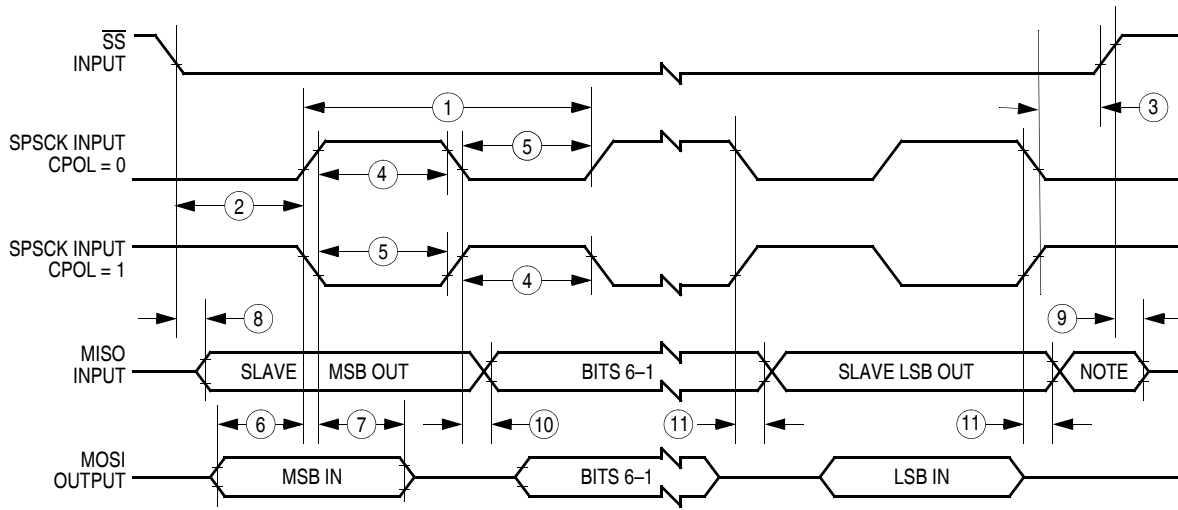 SS
INPUT
1
3
SPSCK INPUT
CPOL = 0
5
4
2
SPSCK INPUT
CPOL = 1
5
4
8
9
MISO
INPUT
SLAVE MSB OUT
BITS 6–1
SLAVE LSB OUT
NOTE
6
7
10
11
11
MOSI
OUTPUT
MSB IN
BITS 6–1
LSB IN